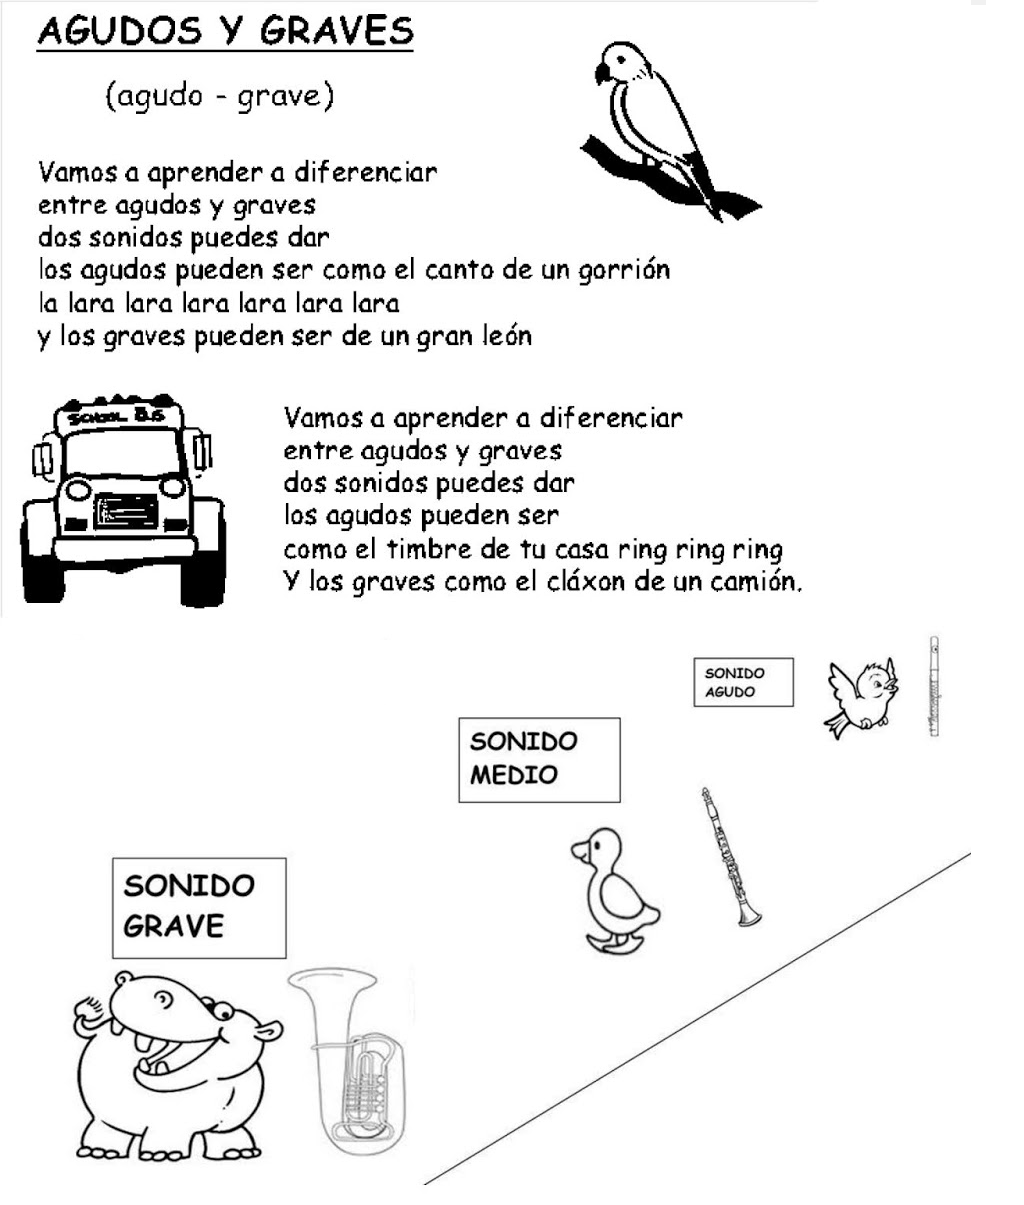 AGUDOS Y GRAVES
(agudo - grave)
Vamos a aprender a diferenciar
entre agudos y graves
dos sonidos puedes dar
los agudos pueden ser como el canto de un gorrión
la lara lara lara lara lara lara
y los graves pueden ser de un gran león
SCHOOL BUS
Vamos a aprender a diferenciar
entre agudos y graves
dos sonidos puedes dar
los agudos pueden ser
como el timbre de tu casa ring ring ring
Y los graves como el cláxon de un camión.
SONIDO
AGUDO
SONIDO
MEDIO
SONIDO
GRAVE